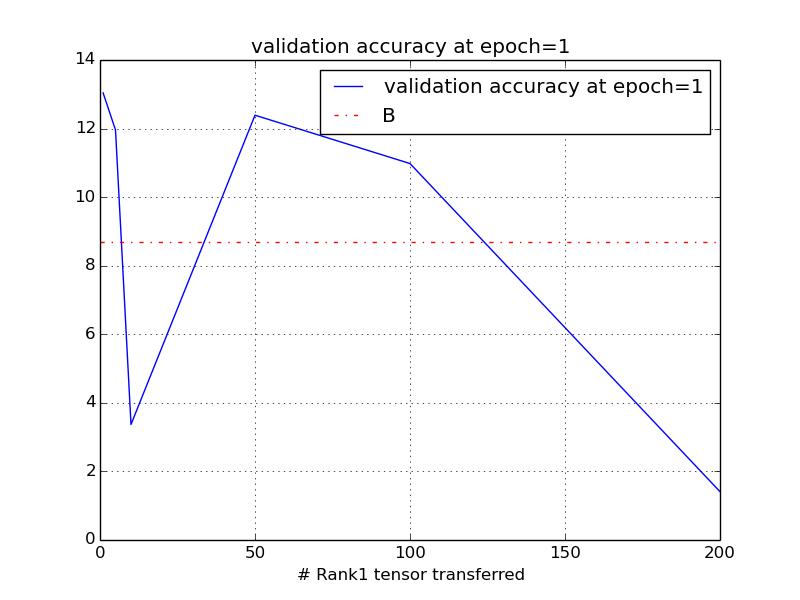 validation accuracy at epoch=1
14
validation accuracy at epoch=1
B
12
10
8
6
4
2
0
0 50 100 150 200
# Rank1 tensor transferred